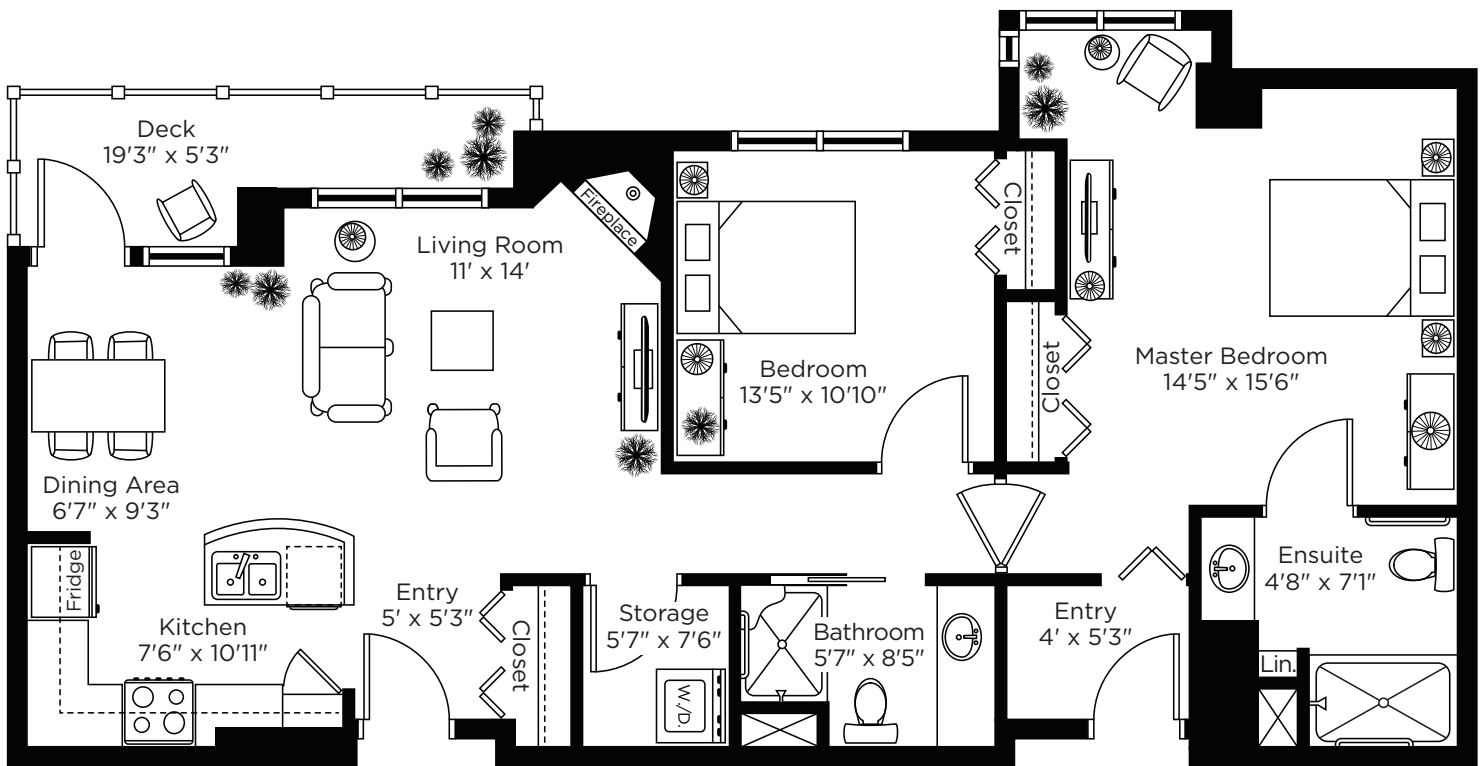 Deck
19'3" x 5'3"
Living Room
11' x 14'
Fireplace
Closet
Closet
Bedroom
13'5" x 10'10"
Master Bedroom
14'5" x 15'6"
Dining Area
6'7" x 9'3"
Fridge
Kitchen
7'6" x 10'11"
Entry
5' x 5'3"
Closet
Storage
5'7" x 7'6"
W./D.
Bathroom
5'7" x 8'5"
Entry
4' x 5'3"
Ensuite
4'8" x 7'1"
Lin.